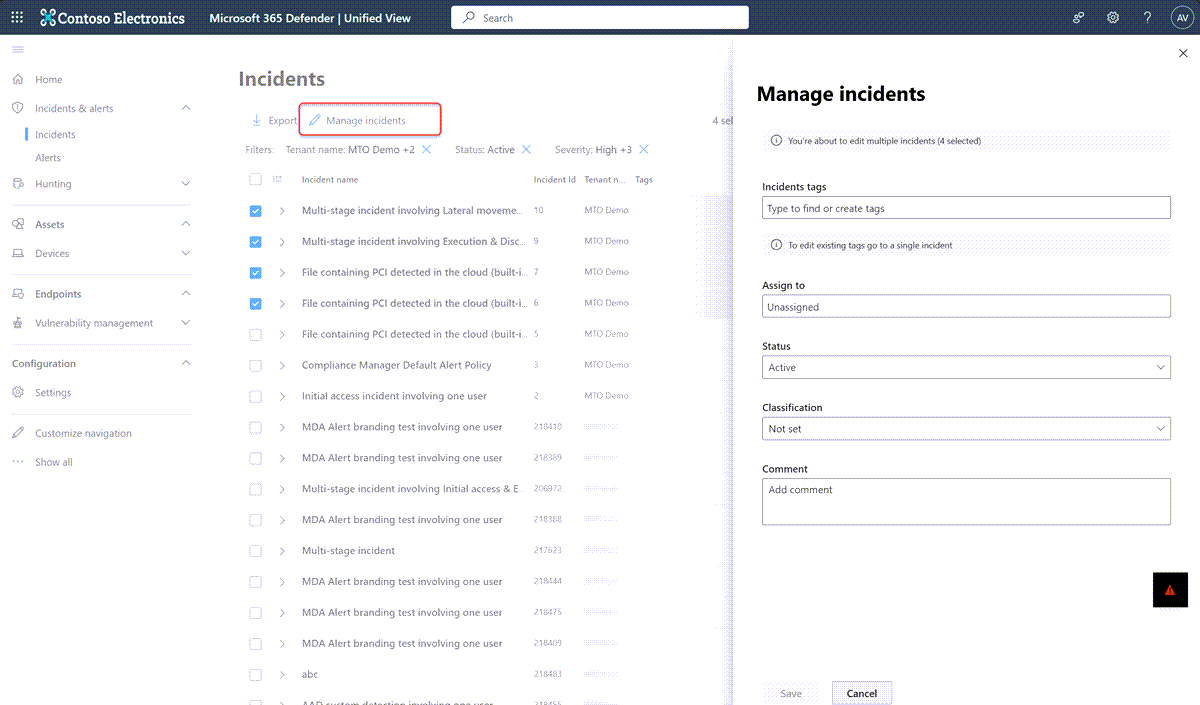 Contoso Electronics Microsoft 365 Defender | Unified View Search AV
Home
Incidents & alerts
Incidents
Alerts
Hunting
Assets
Devices
Endpoints
Vulnerability management
Configuration
Settings
Customize navigation
Show all
Incidents
Export Manage incidents 4 sel
Filters: Tenant name: MTO Demo +2 Status: Active Severity: High +3
Incident name Incident Id Tenant n... Tags
Multi-stage incident involving Lateral moveme... 10 MTO Demo
Multi-stage incident involving Execution & Disc... 9 MTO Demo
File containing PCI detected in the cloud (built-i... 7 MTO Demo
File containing PCI detected in the cloud (built-i... 6 MTO Demo
File containing PCI detected in the cloud (built-i... 5 MTO Demo
Compliance Manager Default Alert Policy 3 MTO Demo
Initial access incident involving one user 2 MTO Demo
MDA Alert branding test involving one user 218410
MDA Alert branding test involving one user 218389
Multi-stage incident involving Initial access & E... 206972
MDA Alert branding test involving one user 218388
Multi-stage incident 217623
MDA Alert branding test involving one user 218444
MDA Alert branding test involving one user 218475
MDA Alert branding test involving one user 218409
abc 218483
AAD custom detection involving one user 218455
Manage incidents
You're about to edit multiple incidents (4 selected)
Incidents tags
Type to find or create tags
To edit existing tags go to a single incident
Assign to
Unassigned
Status
Active
Classification
Not set
Comment
Add comment
Save Cancel